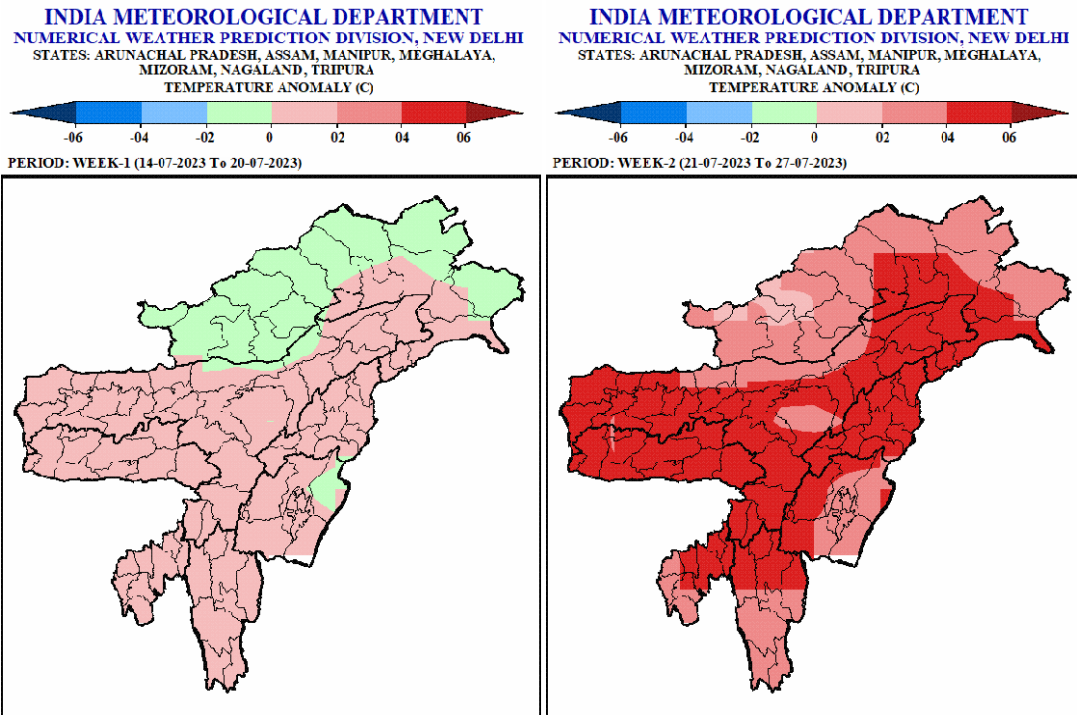 INDIA METEOROLOGICAL DEPARTMENT
NUMERICAL WEATHER PREDICTION DIVISION, NEW DELHI
STATES: ARUNACHAL PRADESH, ASSAM, MANIPUR, MEGHALAYA,
MIZORAM, NAGALAND, TRIPURA
TEMPERATURE ANOMALY (C)
-06 -04 -02 0 02 04 06
PERIOD: WEEK-1 (14-07-2023 To 20-07-2023)
INDIA METEOROLOGICAL DEPARTMENT
NUMERICAL WEATHER PREDICTION DIVISION, NEW DELHI
STATES: ARUNACHAL PRADESH, ASSAM, MANIPUR, MEGHALAYA,
MIZORAM, NAGALAND, TRIPURA
TEMPERATURE ANOMALY (C)
-06 -04 -02 0 02 04 06
PERIOD: WEEK-2 (21-07-2023 To 27-07-2023)